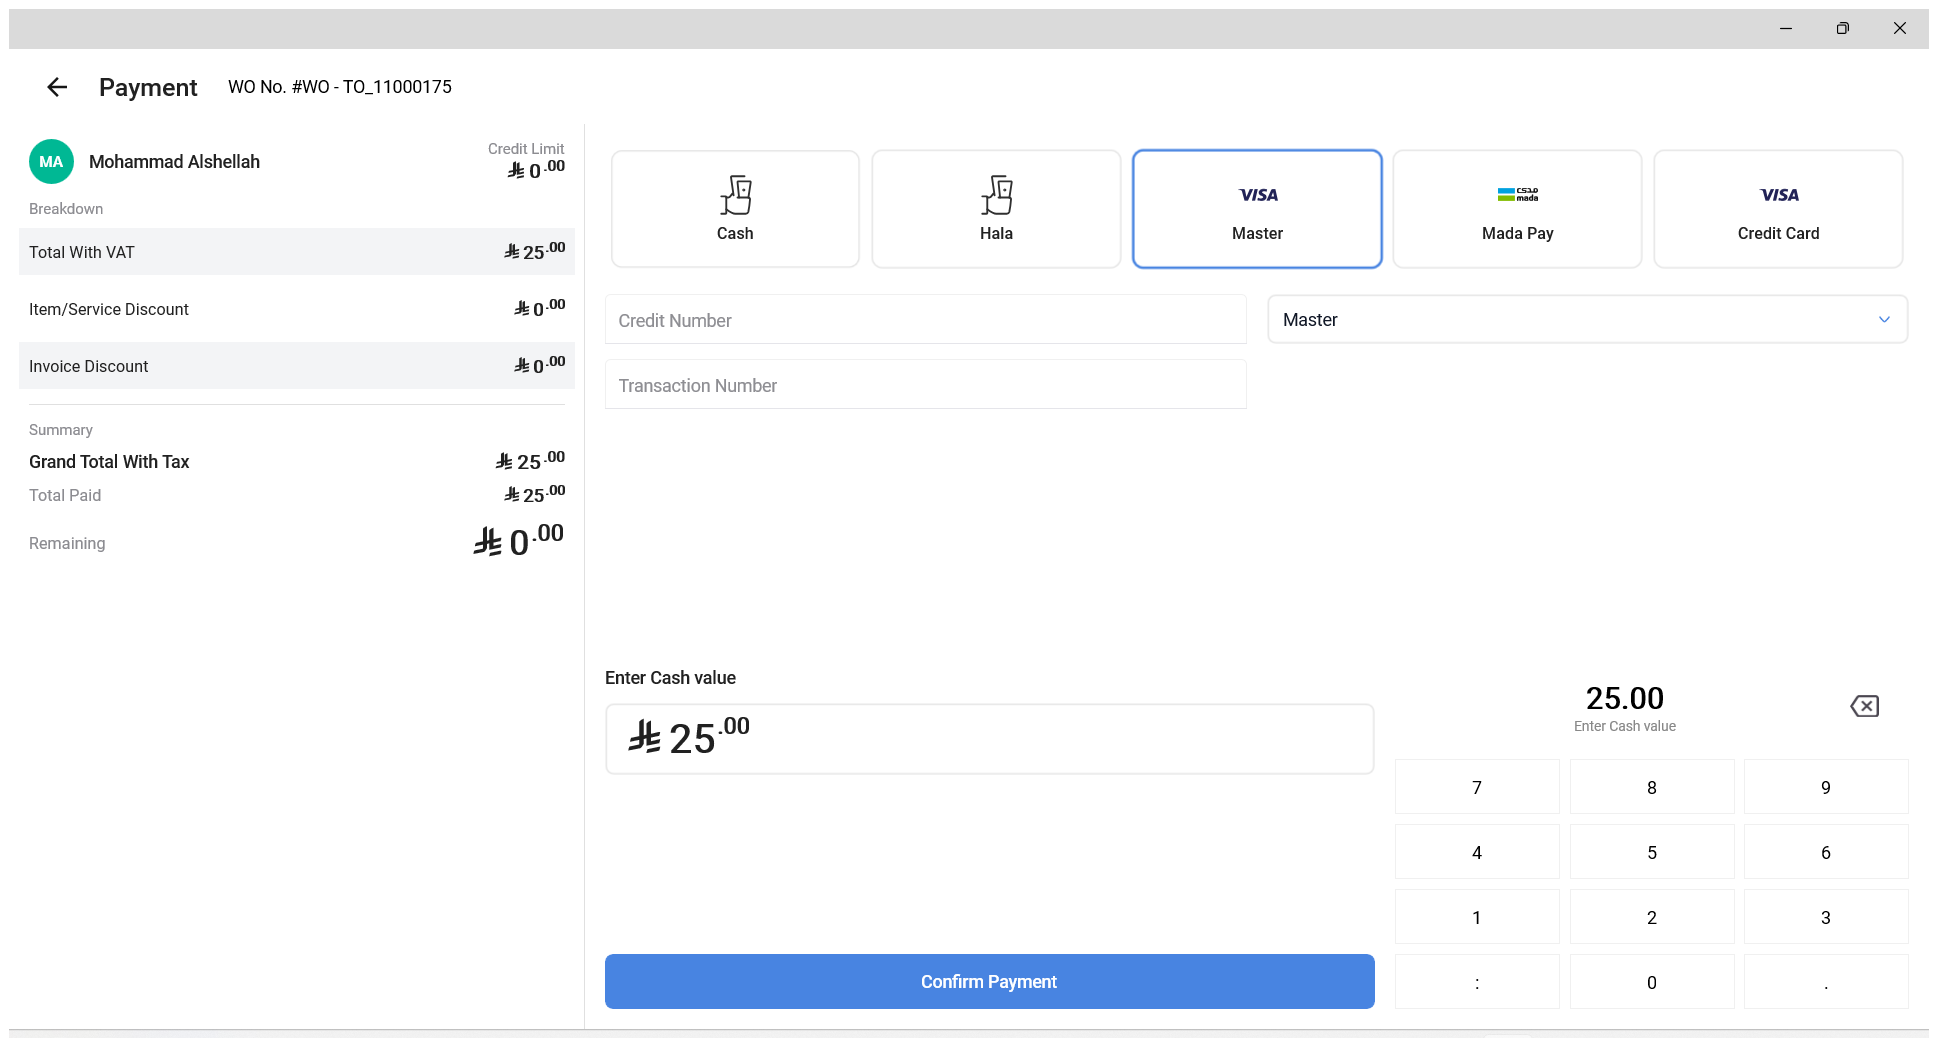 Payment
WO No. #WO - TO_11000175
MA
Mohammad Alshellah
Credit Limit
⃁ 0.00
Breakdown
Total With VAT ⃁ 25.00
Item/Service Discount ⃁ 0.00
Invoice Discount ⃁ 0.00
Summary
Grand Total With Tax ⃁ 25.00
Total Paid ⃁ 25.00
Remaining ⃁ 0.00
Cash
Hala
VISA
Master
مدى
mada
Mada Pay
VISA
Credit Card
Credit Number
Master
Transaction Number
Enter Cash value
⃁ 25.00
25.00
Enter Cash value
7 8 9
4 5 6
1 2 3
: 0 .
Confirm Payment